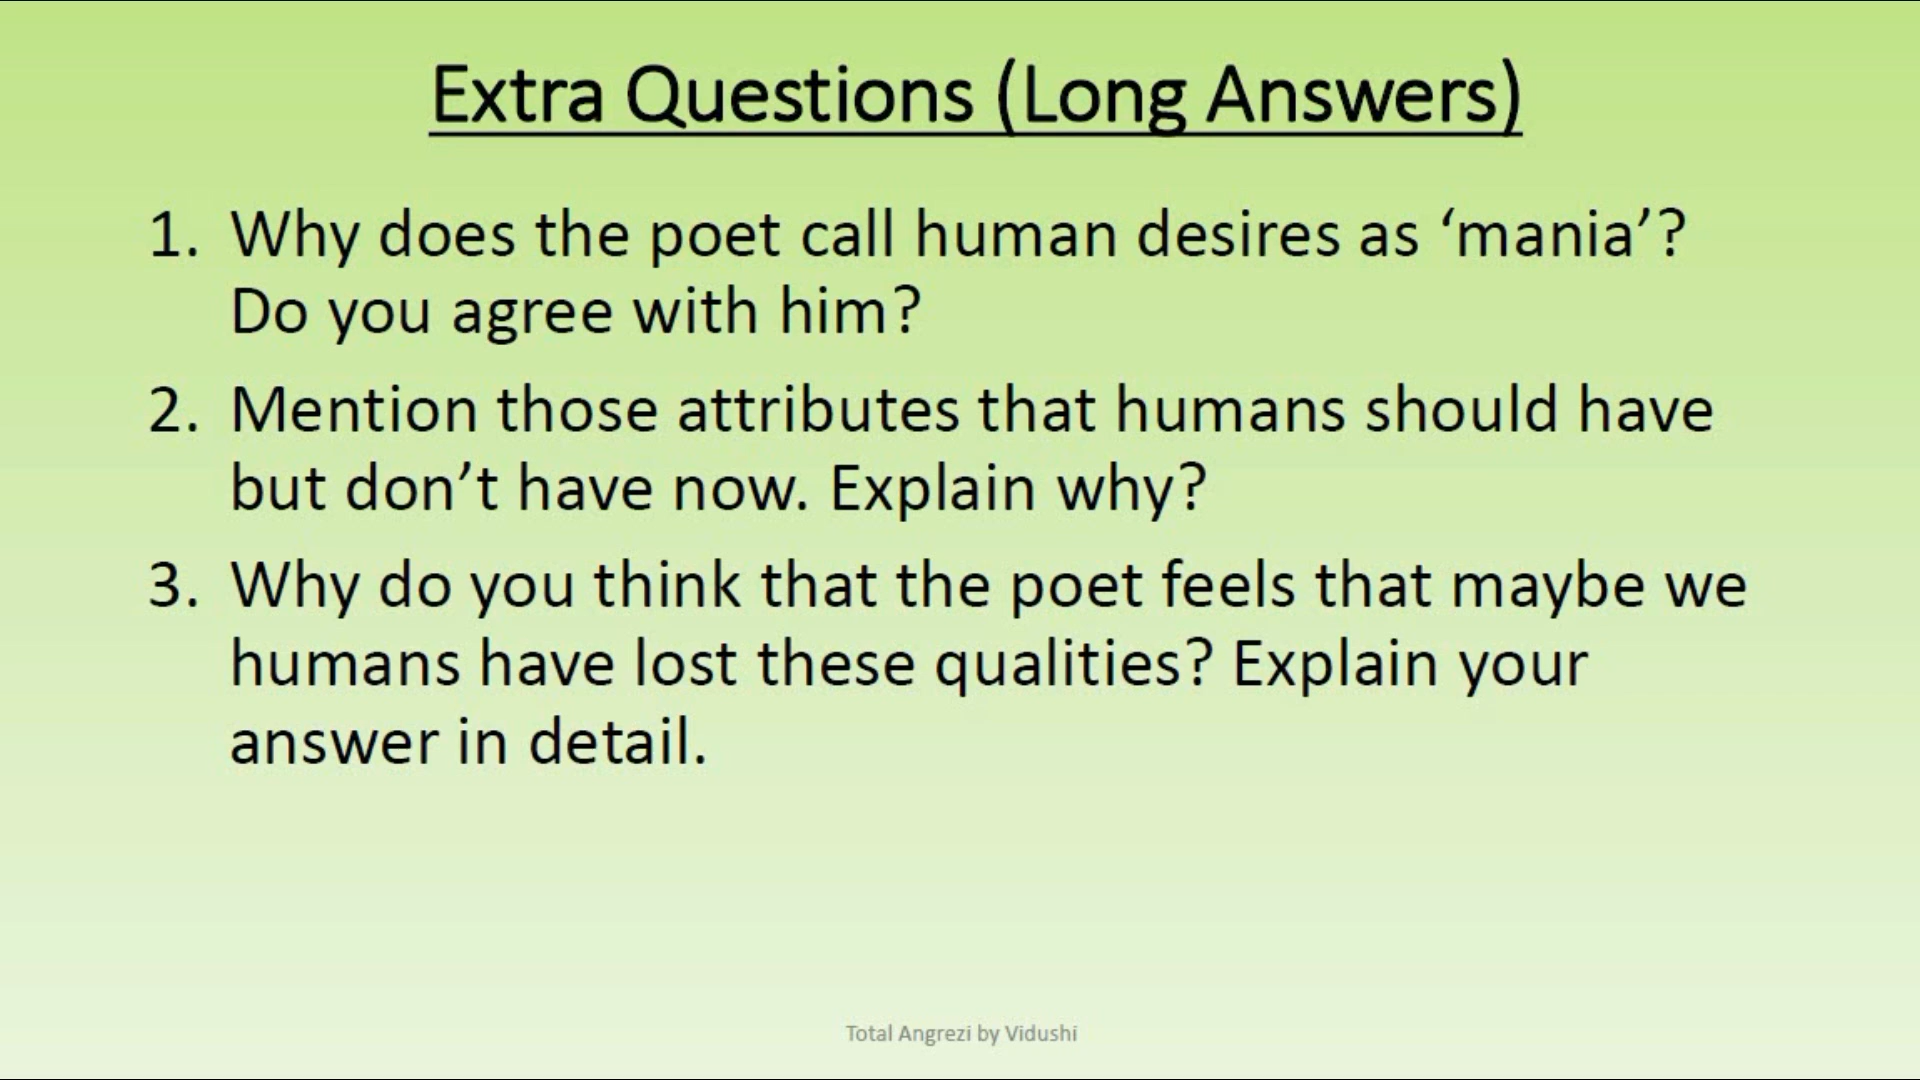 Extra Questions (Long Answers)
1. Why does the poet call human desires as ‘mania’?
Do you agree with him?
2. Mention those attributes that humans should have
but don’t have now. Explain why?
3. Why do you think that the poet feels that maybe we
humans have lost these qualities? Explain your
answer in detail.
Total Angrezi by Vidushi